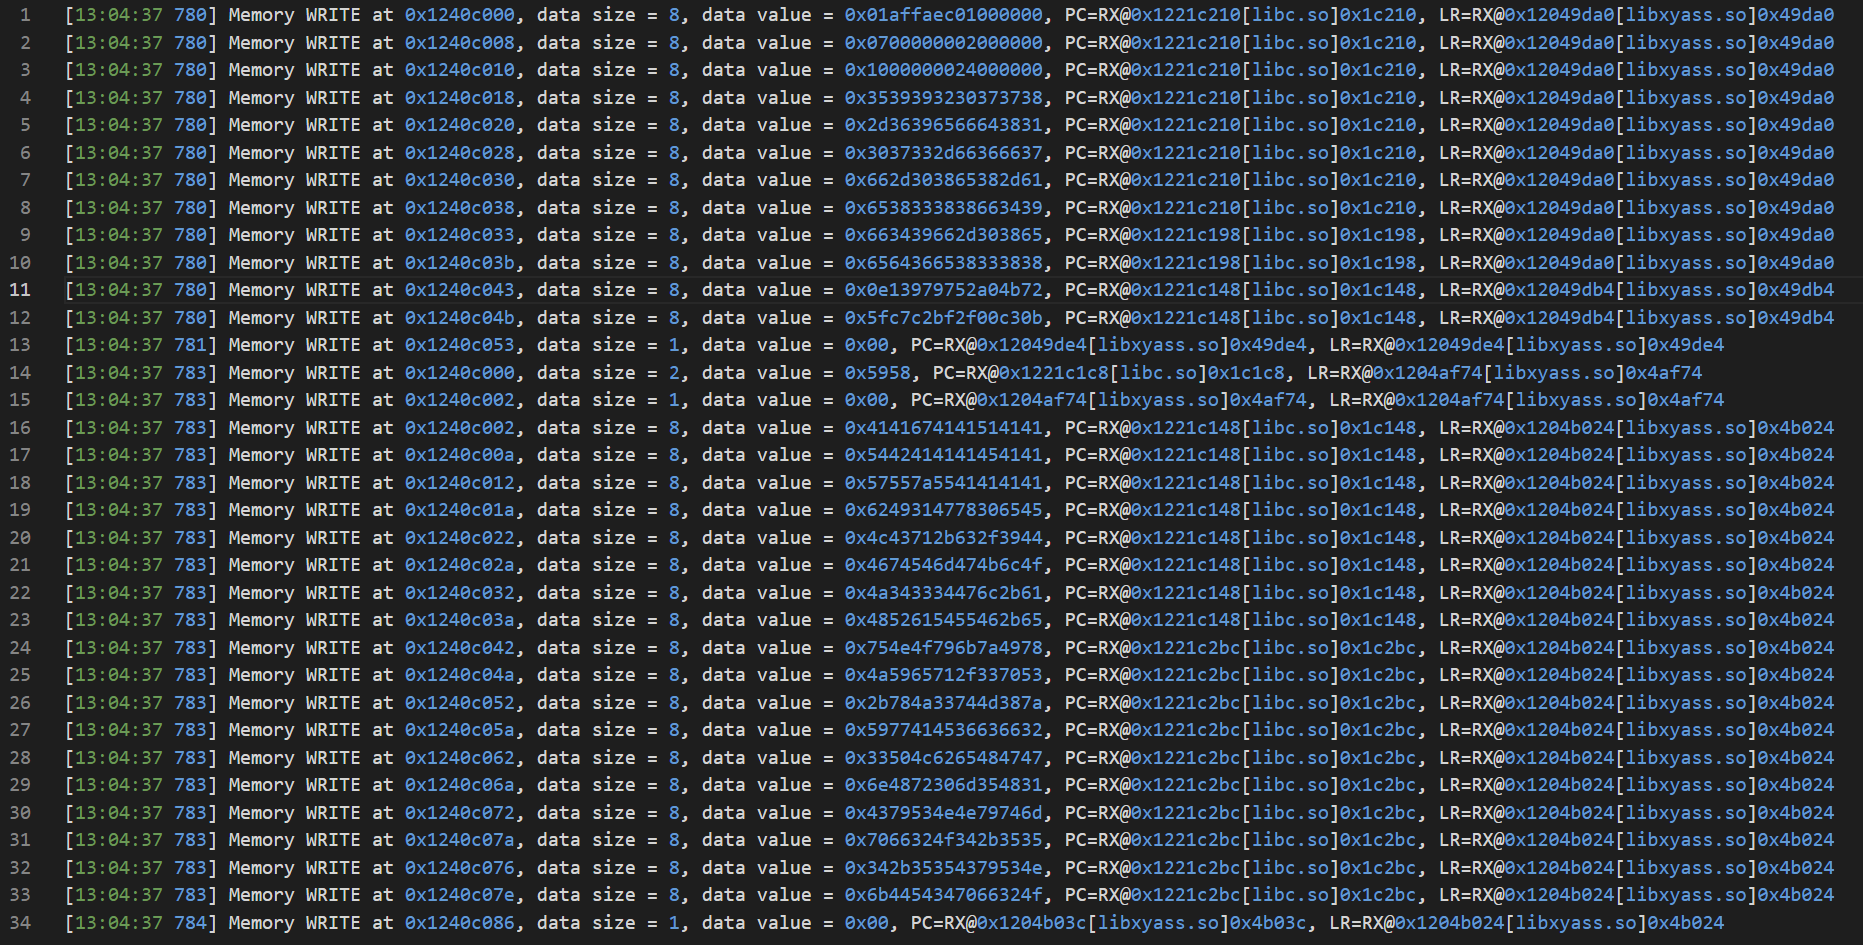 1 [13:04:37 780] Memory WRITE at 0x1240c000, data size = 8, data value = 0x01affaec01000000, PC=RX@0x1221c210[libc.so]0x1c210, LR=RX@0x12049da0[libxyass.so]0x49da0
2 [13:04:37 780] Memory WRITE at 0x1240c008, data size = 8, data value = 0x0700000002000000, PC=RX@0x1221c210[libc.so]0x1c210, LR=RX@0x12049da0[libxyass.so]0x49da0
3 [13:04:37 780] Memory WRITE at 0x1240c010, data size = 8, data value = 0x1000000024000000, PC=RX@0x1221c210[libc.so]0x1c210, LR=RX@0x12049da0[libxyass.so]0x49da0
4 [13:04:37 780] Memory WRITE at 0x1240c018, data size = 8, data value = 0x3539393230373738, PC=RX@0x1221c210[libc.so]0x1c210, LR=RX@0x12049da0[libxyass.so]0x49da0
5 [13:04:37 780] Memory WRITE at 0x1240c020, data size = 8, data value = 0x2d36396566643831, PC=RX@0x1221c210[libc.so]0x1c210, LR=RX@0x12049da0[libxyass.so]0x49da0
6 [13:04:37 780] Memory WRITE at 0x1240c028, data size = 8, data value = 0x3037332d66366637, PC=RX@0x1221c210[libc.so]0x1c210, LR=RX@0x12049da0[libxyass.so]0x49da0
7 [13:04:37 780] Memory WRITE at 0x1240c030, data size = 8, data value = 0x662d303865382d61, PC=RX@0x1221c210[libc.so]0x1c210, LR=RX@0x12049da0[libxyass.so]0x49da0
8 [13:04:37 780] Memory WRITE at 0x1240c038, data size = 8, data value = 0x6538333838663439, PC=RX@0x1221c210[libc.so]0x1c210, LR=RX@0x12049da0[libxyass.so]0x49da0
9 [13:04:37 780] Memory WRITE at 0x1240c033, data size = 8, data value = 0x663439662d303865, PC=RX@0x1221c198[libc.so]0x1c198, LR=RX@0x12049da0[libxyass.so]0x49da0
10 [13:04:37 780] Memory WRITE at 0x1240c03b, data size = 8, data value = 0x6564366538333838, PC=RX@0x1221c198[libc.so]0x1c198, LR=RX@0x12049da0[libxyass.so]0x49da0
11 [13:04:37 780] Memory WRITE at 0x1240c043, data size = 8, data value = 0x0e13979752a04b72, PC=RX@0x1221c148[libc.so]0x1c148, LR=RX@0x12049db4[libxyass.so]0x49db4
12 [13:04:37 780] Memory WRITE at 0x1240c04b, data size = 8, data value = 0x5fc7c2bf2f00c30b, PC=RX@0x1221c148[libc.so]0x1c148, LR=RX@0x12049db4[libxyass.so]0x49db4
13 [13:04:37 781] Memory WRITE at 0x1240c053, data size = 1, data value = 0x00, PC=RX@0x12049de4[libxyass.so]0x49de4, LR=RX@0x12049de4[libxyass.so]0x49de4
14 [13:04:37 783] Memory WRITE at 0x1240c000, data size = 2, data value = 0x5958, PC=RX@0x1221c1c8[libc.so]0x1c1c8, LR=RX@0x1204af74[libxyass.so]0x4af74
15 [13:04:37 783] Memory WRITE at 0x1240c002, data size = 1, data value = 0x00, PC=RX@0x1204af74[libxyass.so]0x4af74, LR=RX@0x1204af74[libxyass.so]0x4af74
16 [13:04:37 783] Memory WRITE at 0x1240c002, data size = 8, data value = 0x4141674141514141, PC=RX@0x1221c148[libc.so]0x1c148, LR=RX@0x1204b024[libxyass.so]0x4b024
17 [13:04:37 783] Memory WRITE at 0x1240c00a, data size = 8, data value = 0x5442414141454141, PC=RX@0x1221c148[libc.so]0x1c148, LR=RX@0x1204b024[libxyass.so]0x4b024
18 [13:04:37 783] Memory WRITE at 0x1240c012, data size = 8, data value = 0x57557a5541414141, PC=RX@0x1221c148[libc.so]0x1c148, LR=RX@0x1204b024[libxyass.so]0x4b024
19 [13:04:37 783] Memory WRITE at 0x1240c01a, data size = 8, data value = 0x6249314778306545, PC=RX@0x1221c148[libc.so]0x1c148, LR=RX@0x1204b024[libxyass.so]0x4b024
20 [13:04:37 783] Memory WRITE at 0x1240c022, data size = 8, data value = 0x4c43712b632f3944, PC=RX@0x1221c148[libc.so]0x1c148, LR=RX@0x1204b024[libxyass.so]0x4b024
21 [13:04:37 783] Memory WRITE at 0x1240c02a, data size = 8, data value = 0x4674546d474b6c4f, PC=RX@0x1221c148[libc.so]0x1c148, LR=RX@0x1204b024[libxyass.so]0x4b024
22 [13:04:37 783] Memory WRITE at 0x1240c032, data size = 8, data value = 0x4a343334476c2b61, PC=RX@0x1221c148[libc.so]0x1c148, LR=RX@0x1204b024[libxyass.so]0x4b024
23 [13:04:37 783] Memory WRITE at 0x1240c03a, data size = 8, data value = 0x4852615455462b65, PC=RX@0x1221c148[libc.so]0x1c148, LR=RX@0x1204b024[libxyass.so]0x4b024
24 [13:04:37 783] Memory WRITE at 0x1240c042, data size = 8, data value = 0x754e4f796b7a4978, PC=RX@0x1221c2bc[libc.so]0x1c2bc, LR=RX@0x1204b024[libxyass.so]0x4b024
25 [13:04:37 783] Memory WRITE at 0x1240c04a, data size = 8, data value = 0x4a5965712f337053, PC=RX@0x1221c2bc[libc.so]0x1c2bc, LR=RX@0x1204b024[libxyass.so]0x4b024
26 [13:04:37 783] Memory WRITE at 0x1240c052, data size = 8, data value = 0x2b784a33744d387a, PC=RX@0x1221c2bc[libc.so]0x1c2bc, LR=RX@0x1204b024[libxyass.so]0x4b024
27 [13:04:37 783] Memory WRITE at 0x1240c05a, data size = 8, data value = 0x5977414536636632, PC=RX@0x1221c2bc[libc.so]0x1c2bc, LR=RX@0x1204b024[libxyass.so]0x4b024
28 [13:04:37 783] Memory WRITE at 0x1240c062, data size = 8, data value = 0x33504c6265484747, PC=RX@0x1221c2bc[libc.so]0x1c2bc, LR=RX@0x1204b024[libxyass.so]0x4b024
29 [13:04:37 783] Memory WRITE at 0x1240c06a, data size = 8, data value = 0x6e4872306d354831, PC=RX@0x1221c2bc[libc.so]0x1c2bc, LR=RX@0x1204b024[libxyass.so]0x4b024
30 [13:04:37 783] Memory WRITE at 0x1240c072, data size = 8, data value = 0x4379534e4e79746d, PC=RX@0x1221c2bc[libc.so]0x1c2bc, LR=RX@0x1204b024[libxyass.so]0x4b024
31 [13:04:37 783] Memory WRITE at 0x1240c07a, data size = 8, data value = 0x7066324f342b3535, PC=RX@0x1221c2bc[libc.so]0x1c2bc, LR=RX@0x1204b024[libxyass.so]0x4b024
32 [13:04:37 783] Memory WRITE at 0x1240c076, data size = 8, data value = 0x342b35354379534e, PC=RX@0x1221c2bc[libc.so]0x1c2bc, LR=RX@0x1204b024[libxyass.so]0x4b024
33 [13:04:37 783] Memory WRITE at 0x1240c07e, data size = 8, data value = 0x6b4454347066324f, PC=RX@0x1221c2bc[libc.so]0x1c2bc, LR=RX@0x1204b024[libxyass.so]0x4b024
34 [13:04:37 784] Memory WRITE at 0x1240c086, data size = 1, data value = 0x00, PC=RX@0x1204b03c[libxyass.so]0x4b03c, LR=RX@0x1204b024[libxyass.so]0x4b024